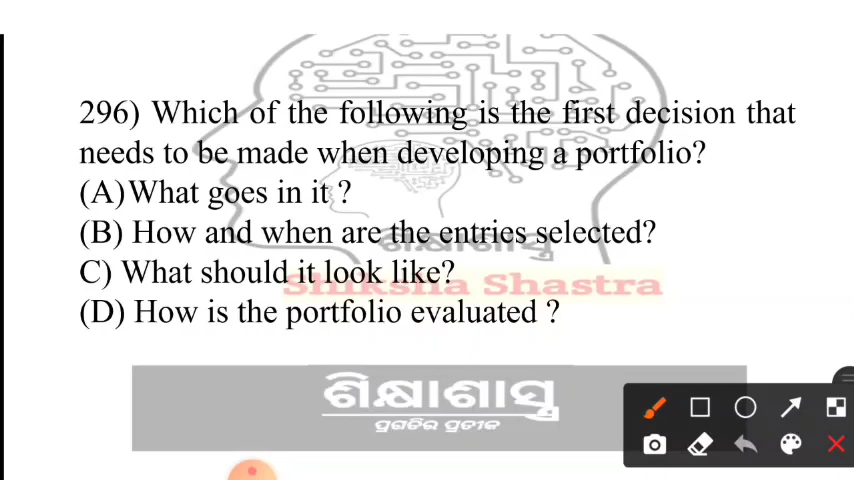 296) Which of the following is the first decision that
needs to be made when developing a portfolio?
(A)What goes in it ?
(B) How and when are the entries selected?
ଶିକ୍ଷାଶାସ୍ତ୍ର
C) What should it look like?
Shiksha Shastra
(D) How is the portfolio evaluated ?
ଶିକ୍ଷାଶାସ୍ତ୍ର
ପ୍ରଗତିର ପ୍ରତୀକ